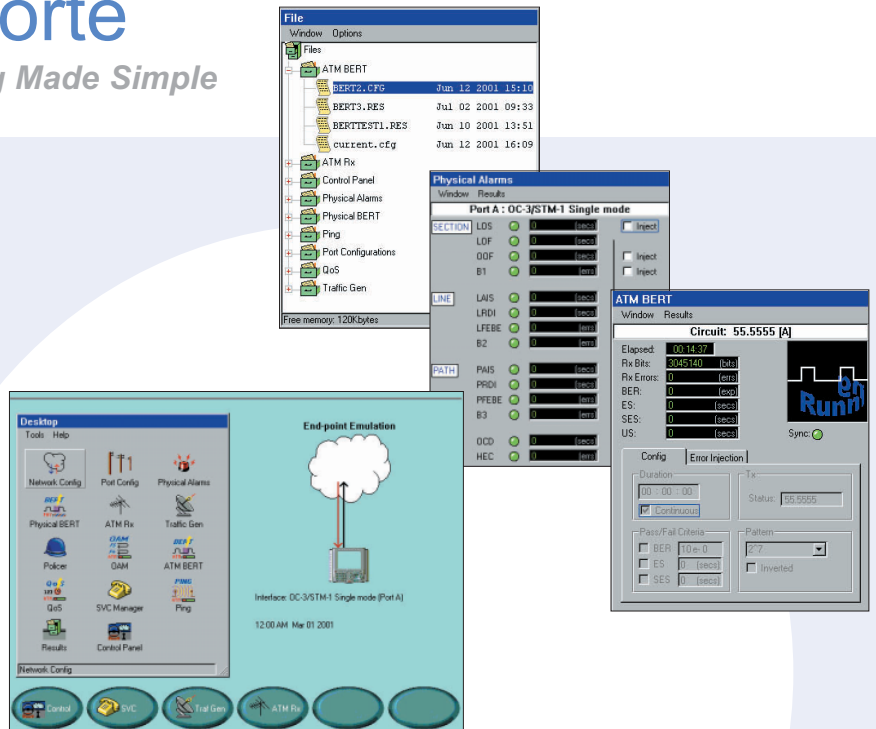 orte
g Made Simple
File
Window Options
Files
ATM BERT
BERT2.CFG Jun 12 2001 15:10
BERT3.RES Jul 02 2001 09:33
BERTTEST1.RES Jun 10 2001 13:51
current.cfg Jun 12 2001 16:09
ATM Rx
Control Panel
Physical Alarms
Physical BERT
Ping
Port Configurations
QoS
Traffic Gen
Free memory: 120Kbytes
Physical Alarms
Window Results
Port A : OC-3/STM-1 Single mode
SECTION LOS 0 (secs) Inject
LOF 0 (secs)
OOF 0 (secs) Inject
B1 0 (errs) Inject
LINE LAIS 0 (secs)
LRDI 0 (secs)
LFEBE 0 (errs)
B2 0 (errs)
PATH PAIS 0 (secs)
PRDI 0 (secs)
PFEBE 0 (errs)
B3 0 (errs)
OCD 0 (secs)
HEC 0 (errs)
ATM BERT
Window Results
Circuit: 55.5555 [A]
Elapsed: 00:14:37
Rx Bits: 3045140 (bits)
Rx Errors: 0 (errs)
BER: 0 (exp)
ES: 0 (secs)
SES: 0 (secs)
US: 0 (secs)
Runn
Sync:
Config Error Injection
Duration
00 : 00 : 00
Continuous
Tx
Status: 55.5555
Pass/Fail Criteria
BER 10e-0
ES 0 (secs)
SES 0 (secs)
Pattern
2^7
Inverted
Desktop
Tools Help
Network Config Port Config Physical Alarms
Physical BERT ATM Rx Traffic Gen
OAM
Policer OAM ATM BERT
QoS PING
QoS SVC Manager Ping
Results Control Panel
Network Config
End-point Emulation
Interface: OC-3/STM-1 Single mode (Port A)
12:00 AM Mar 01 2001
Control SVC Traf Gen ATM Rx